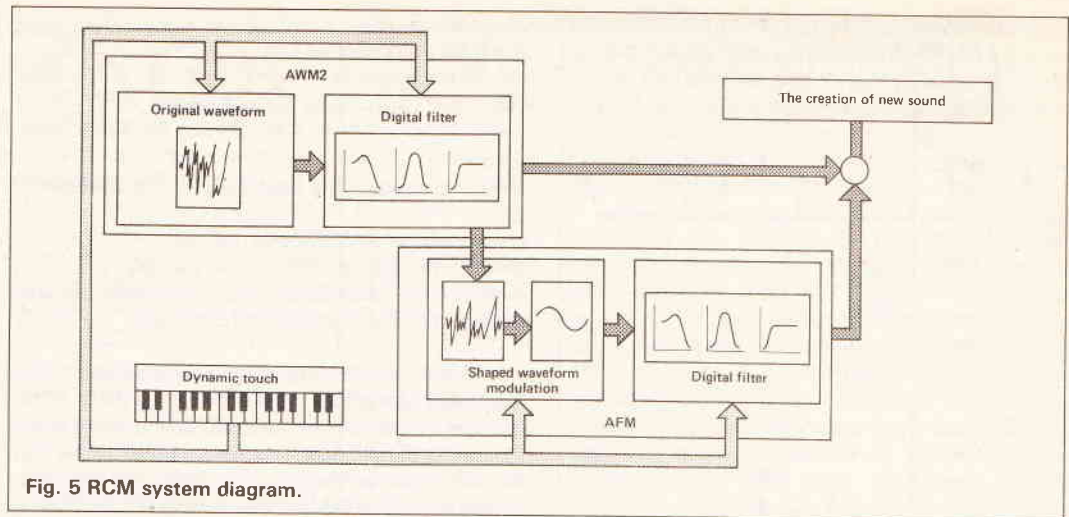 AWM2
Original waveform
Digital filter
The creation of new sound
Shaped waveform
modulation
Digital filter
AFM
Dynamic touch
Fig. 5 RCM system diagram.